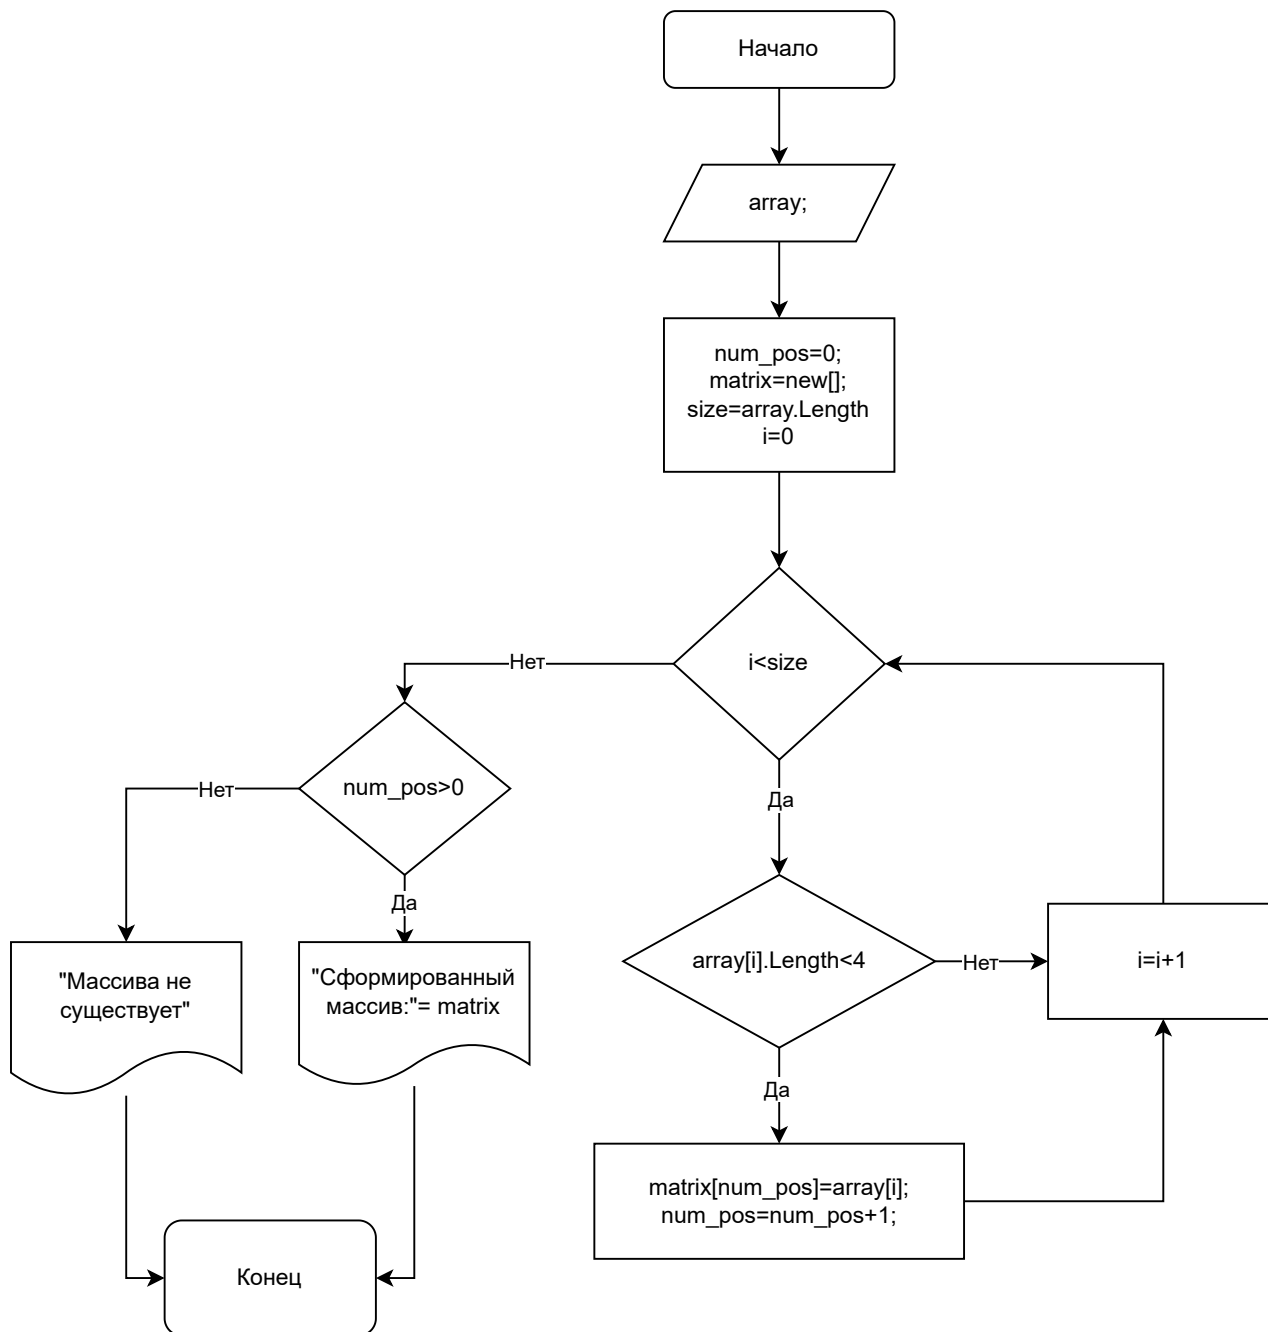 Начало
array;
num_pos=0;
matrix=new[];
size=array.Length
i=0
i<size
Нет
num_pos>0
Нет
Да
Да
"Массива не
существует"
"Сформированный
массив:"= matrix
array[i].Length<4
Нет
i=i+1
Да
matrix[num_pos]=array[i];
num_pos=num_pos+1;
Конец